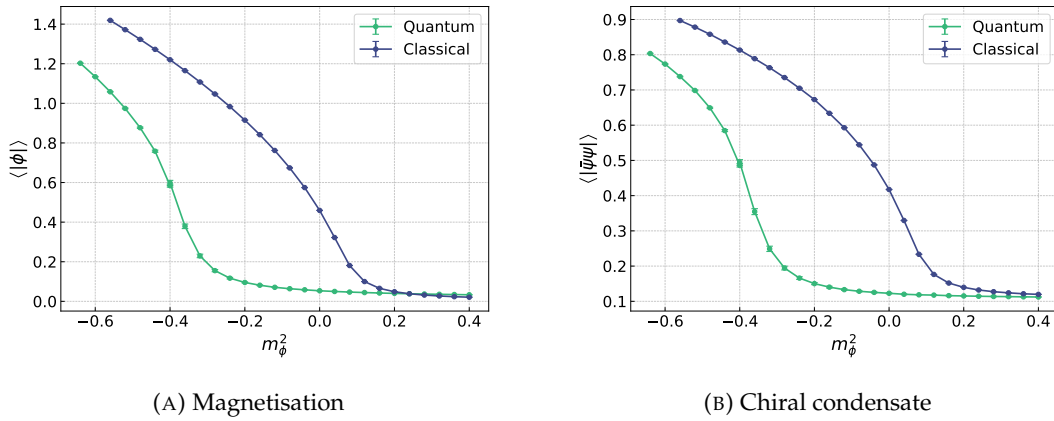 1.4
1.2
1.0
0.8
0.6
0.4
0.2
0.0
⟨|ϕ|⟩
Quantum
Classical
−0.6 −0.4 −0.2 0.0 0.2 0.4
m²ϕ
(A) Magnetisation
0.9
0.8
0.7
0.6
0.5
0.4
0.3
0.2
0.1
⟨|ψ̄ψ|⟩
Quantum
Classical
−0.6 −0.4 −0.2 0.0 0.2 0.4
m²ϕ
(B) Chiral condensate